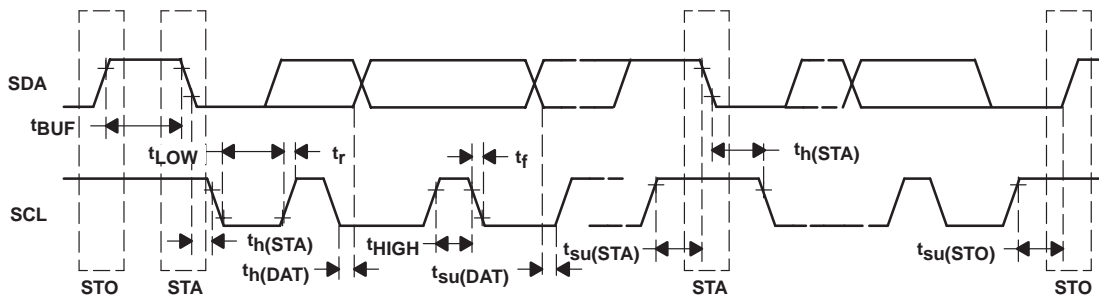 SDA
tBUF
tLOW
tr
tf
th(STA)
SCL
th(STA)
tHIGH
tsu(STA)
tsu(STO)
th(DAT)
tsu(DAT)
STO
STA
STA
STO